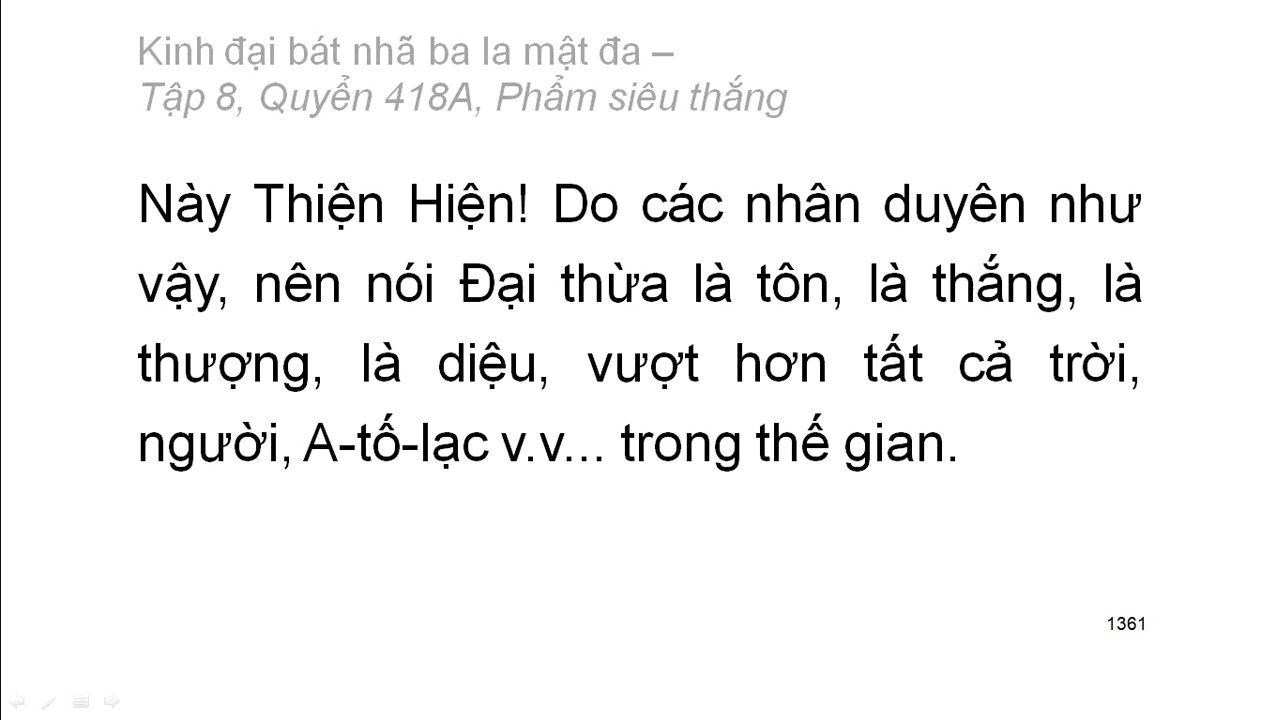 Kinh đại bát nhã ba la mật đa –
Tập 8, Quyển 418A, Phẩm siêu thắng
Này Thiện Hiện! Do các nhân duyên như
vậy, nên nói Đại thừa là tôn, là thắng, là
thượng, là diệu, vượt hơn tất cả trời,
người, A-tố-lạc v.v... trong thế gian.
1361